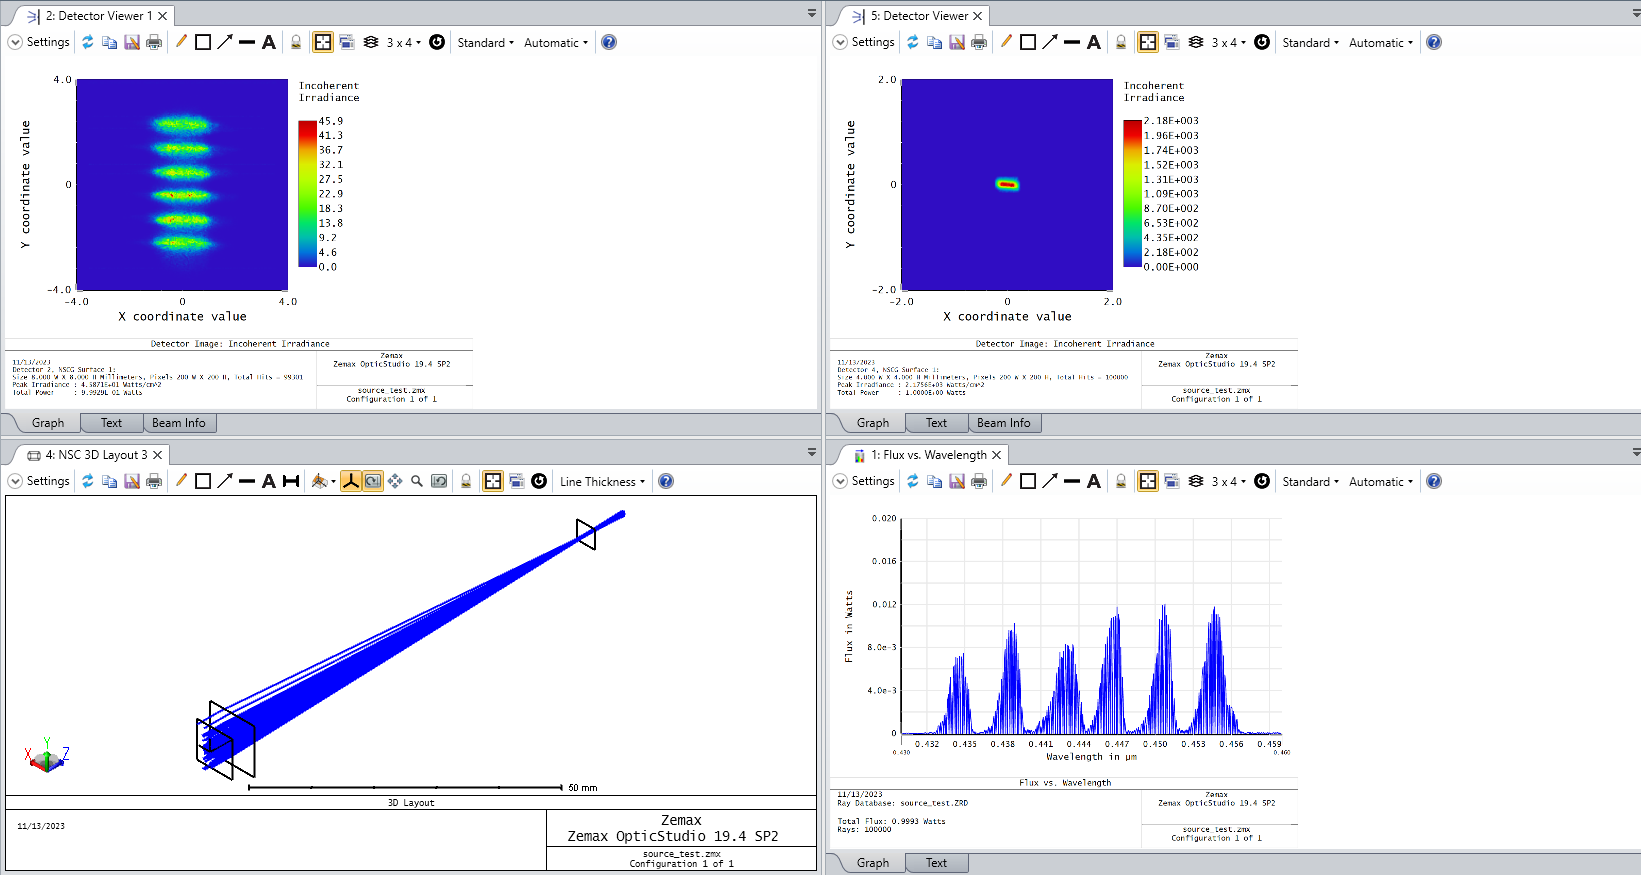 2: Detector Viewer 1
Settings
3 x 4
Standard
Automatic
4.0
0
-4.0
Y coordinate value
-4.0 0 4.0
X coordinate value
Incoherent
Irradiance
45.9
41.3
36.7
32.1
27.5
22.9
18.3
13.8
9.2
4.6
0.0
Detector Image: Incoherent Irradiance
11/13/2023
Detector 2, NSCG Surface 1:
Size 8.000 W X 8.000 H Millimeters, Pixels 200 W X 200 H, Total Hits = 99301
Peak Irradiance : 4.5871E+01 Watts/cm^2
Total Power : 9.9929E-01 Watts
Zemax
Zemax OpticStudio 19.4 SP2
source_test.zmx
Configuration 1 of 1
Graph
Text
Beam Info
5: Detector Viewer
Settings
3 x 4
Standard
Automatic
2.0
0
-2.0
Y coordinate value
-2.0 0 2.0
X coordinate value
Incoherent
Irradiance
2.18E+003
1.96E+003
1.74E+003
1.52E+003
1.31E+003
1.09E+003
8.70E+002
6.53E+002
4.35E+002
2.18E+002
0.00E+000
Detector Image: Incoherent Irradiance
11/13/2023
Detector 4, NSCG Surface 1:
Size 4.000 W X 4.000 H Millimeters, Pixels 200 W X 200 H, Total Hits = 100000
Peak Irradiance : 2.1756E+03 Watts/cm^2
Total Power : 1.0000E+00 Watts
Zemax
Zemax OpticStudio 19.4 SP2
source_test.zmx
Configuration 1 of 1
Graph
Text
Beam Info
4: NSC 3D Layout 3
Settings
Line Thickness
X
Y
Z
50 mm
3D Layout
11/13/2023
Zemax
Zemax OpticStudio 19.4 SP2
source_test.zmx
Configuration 1 of 1
1: Flux vs. Wavelength
Settings
3 x 4
Standard
Automatic
0.020
0.016
0.012
8.0e-3
4.0e-3
0
Flux in Watts
0.432 0.435 0.438 0.441 0.444 0.447 0.450 0.453 0.456 0.459
0.430 0.460
Wavelength in µm
Flux vs. Wavelength
11/13/2023
Ray Database: source_test.ZRD
Total Flux: 0.9993 Watts
Rays: 100000
Zemax
Zemax OpticStudio 19.4 SP2
source_test.zmx
Configuration 1 of 1
Graph
Text